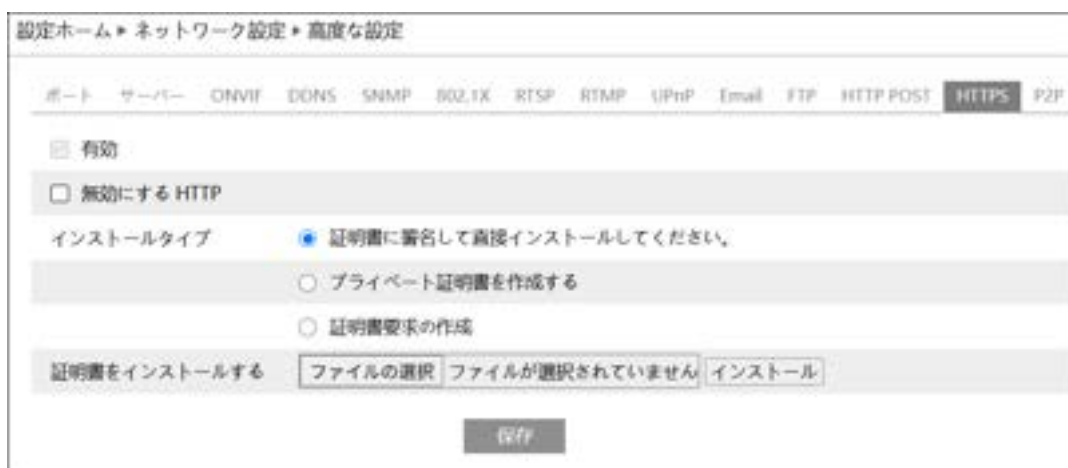 設定ホーム ▸ ネットワーク設定 ▸ 高度な設定
ポート サーバー ONVIF DDNS SNMP 802.1X RTSP RTMP UPnP Email FTP HTTP POST HTTPS P2P
有効
無効にする HTTP
インストールタイプ 証明書に署名して直接インストールしてください。
プライベート証明書を作成する
証明書要求の作成
証明書をインストールする ファイルの選択 ファイルが選択されていません インストール
保存